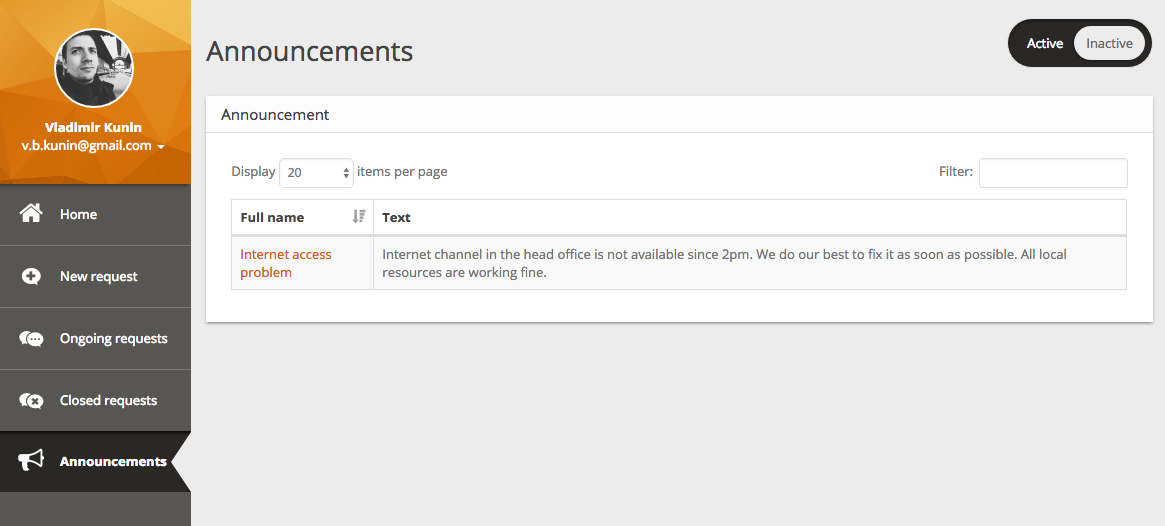 Vladimir Kunin
v.b.kunin@gmail.com
Home
New request
Ongoing requests
Closed requests
Announcements
Announcements
Active Inactive
Announcement
Display 20 items per page
Filter:
Full name Text
Internet access
problem
Internet channel in the head office is not available since 2pm. We do our best to fix it as soon as possible. All local
resources are working fine.